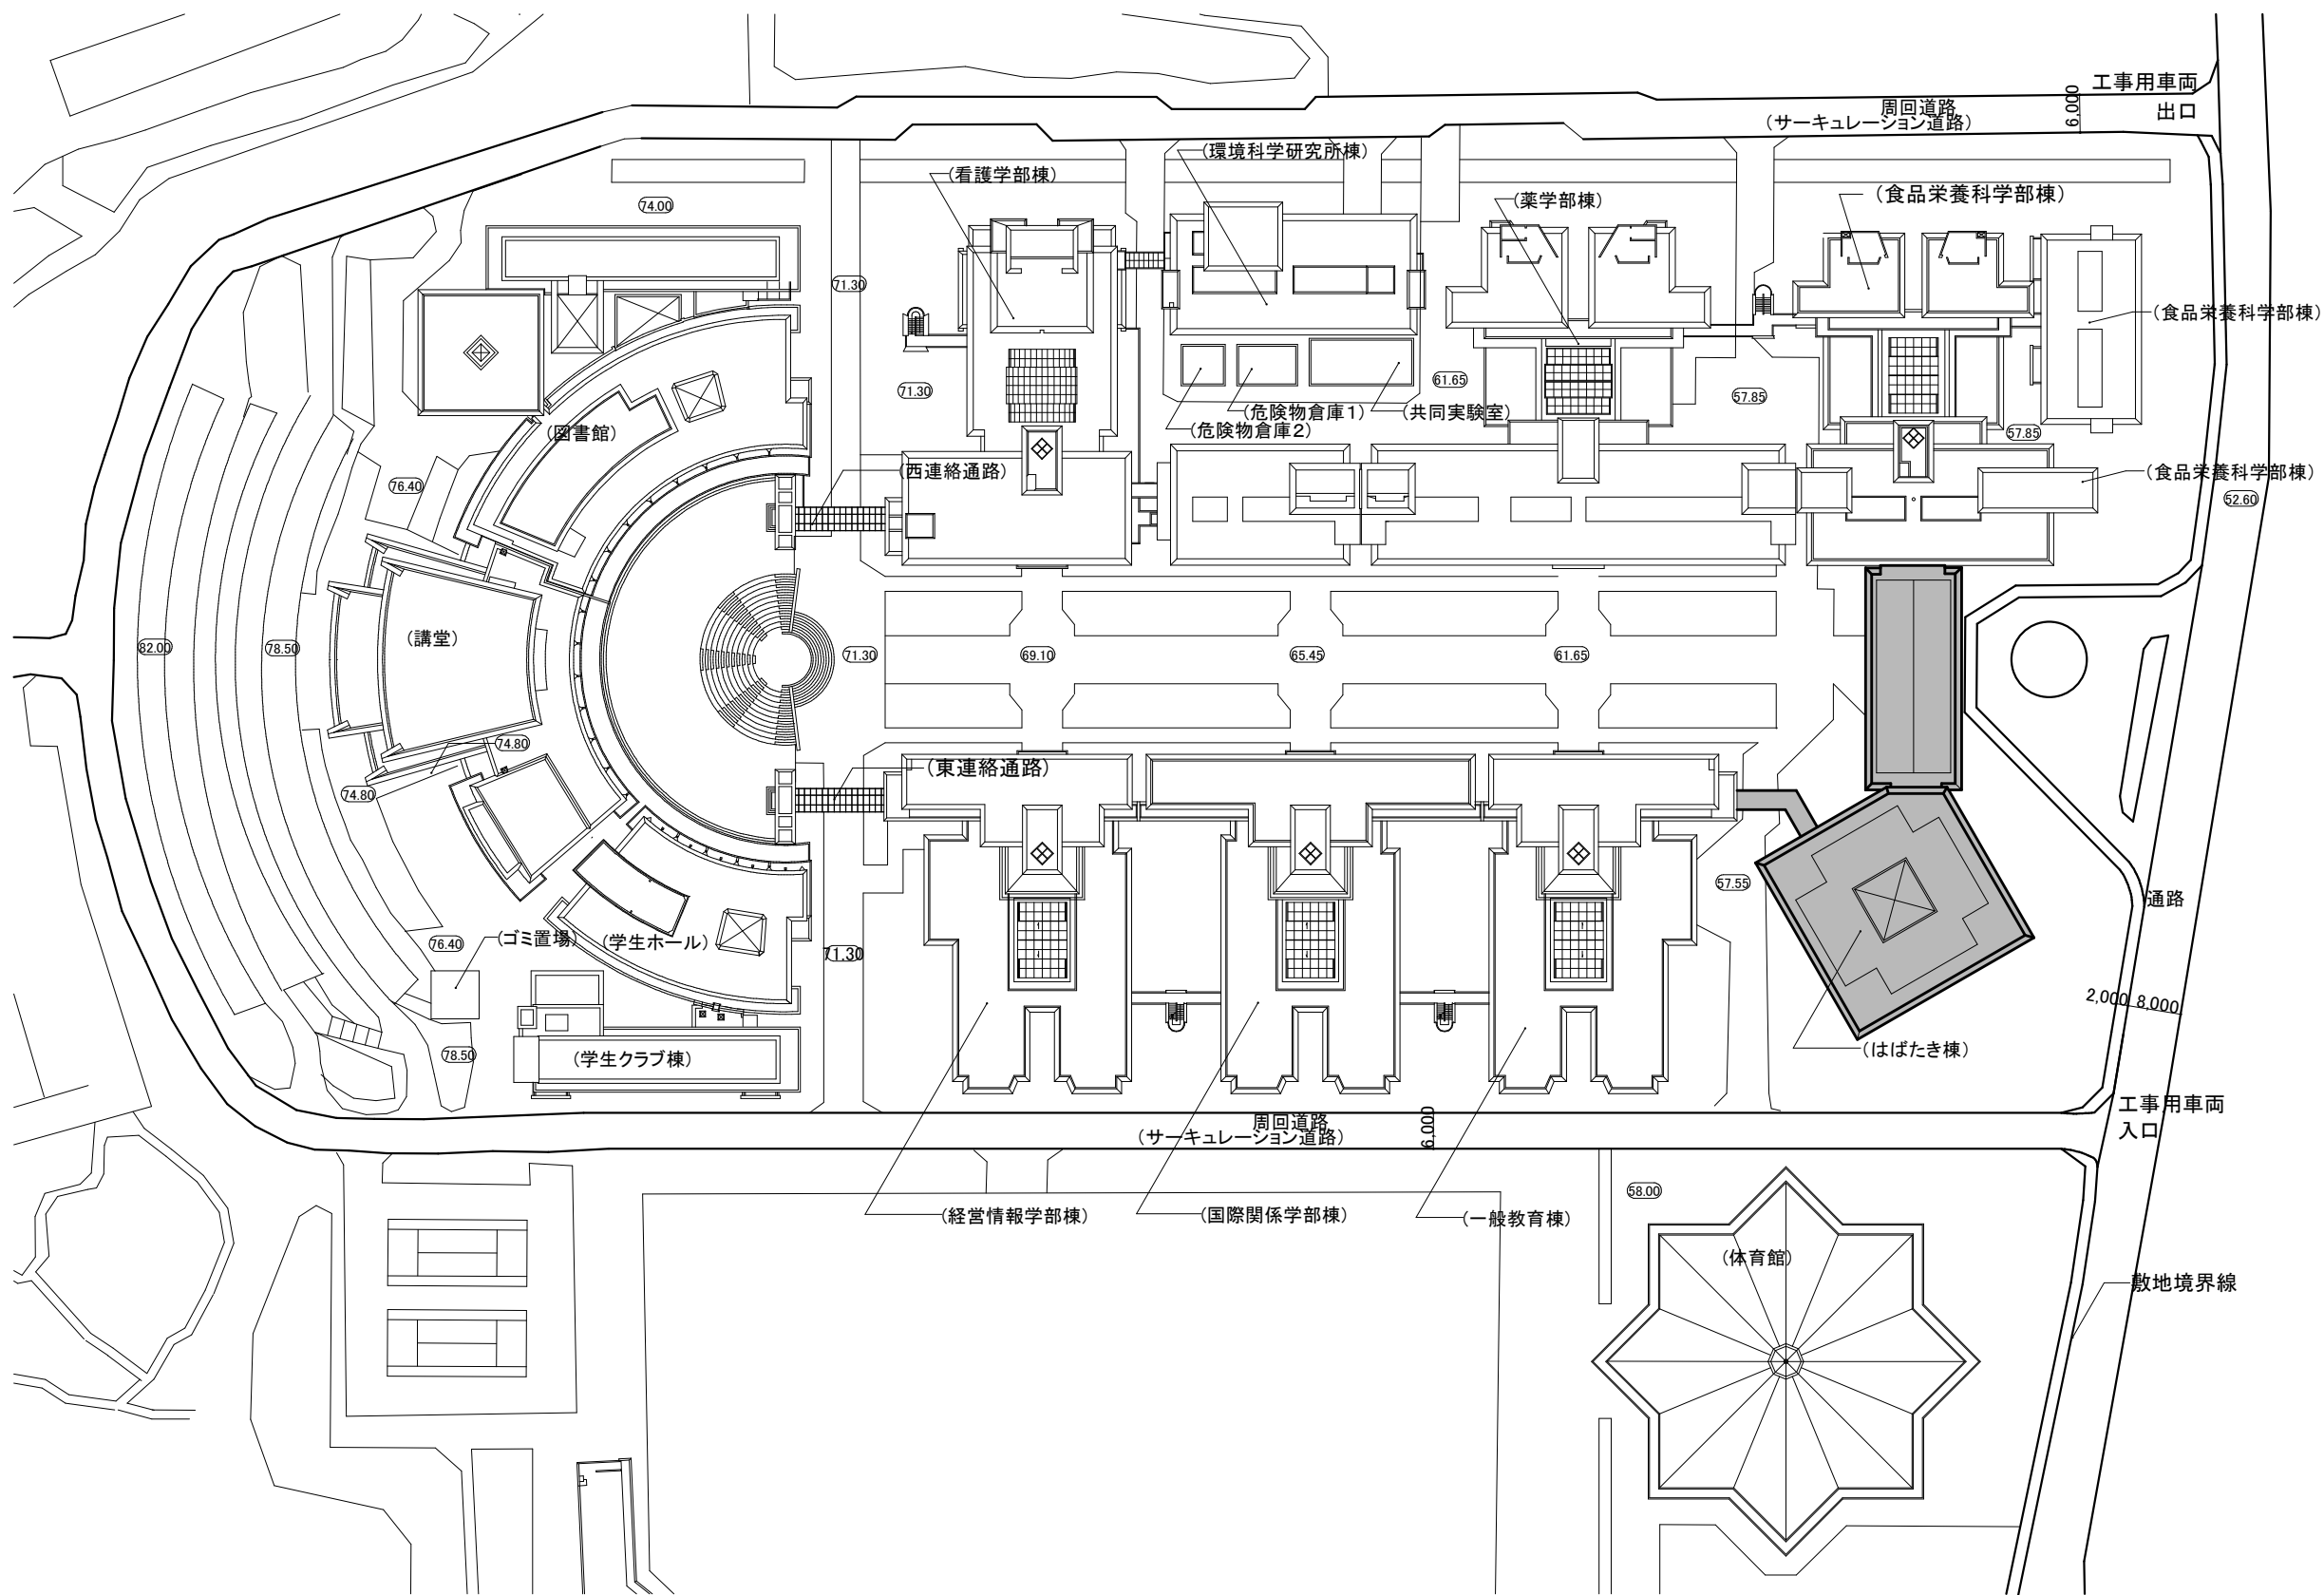 工事用車両
出口
周回道路
(サーキュレーション道路)
6,000
(環境科学研究所棟)
(看護学部棟)
(薬学部棟)
(食品栄養科学部棟)
74.00
71.30
(食品栄養科学部棟)
71.30
61.65
57.85
(危険物倉庫1)
(共同実験室)
(危険物倉庫2)
(図書館)
57.85
(西連絡通路)
(食品栄養科学部棟)
76.40
52.60
(講堂)
82.00
78.50
71.30
69.10
65.45
61.65
74.80
(東連絡通路)
74.80
57.55
通路
76.40
(ゴミ置場)
(学生ホール)
71.30
2,000
8,000
78.50
(学生クラブ棟)
(はばたき棟)
工事用車両
入口
周回道路
(サーキュレーション道路)
6,000
58.00
(経営情報学部棟)
(国際関係学部棟)
(一般教育棟)
(体育館)
敷地境界線